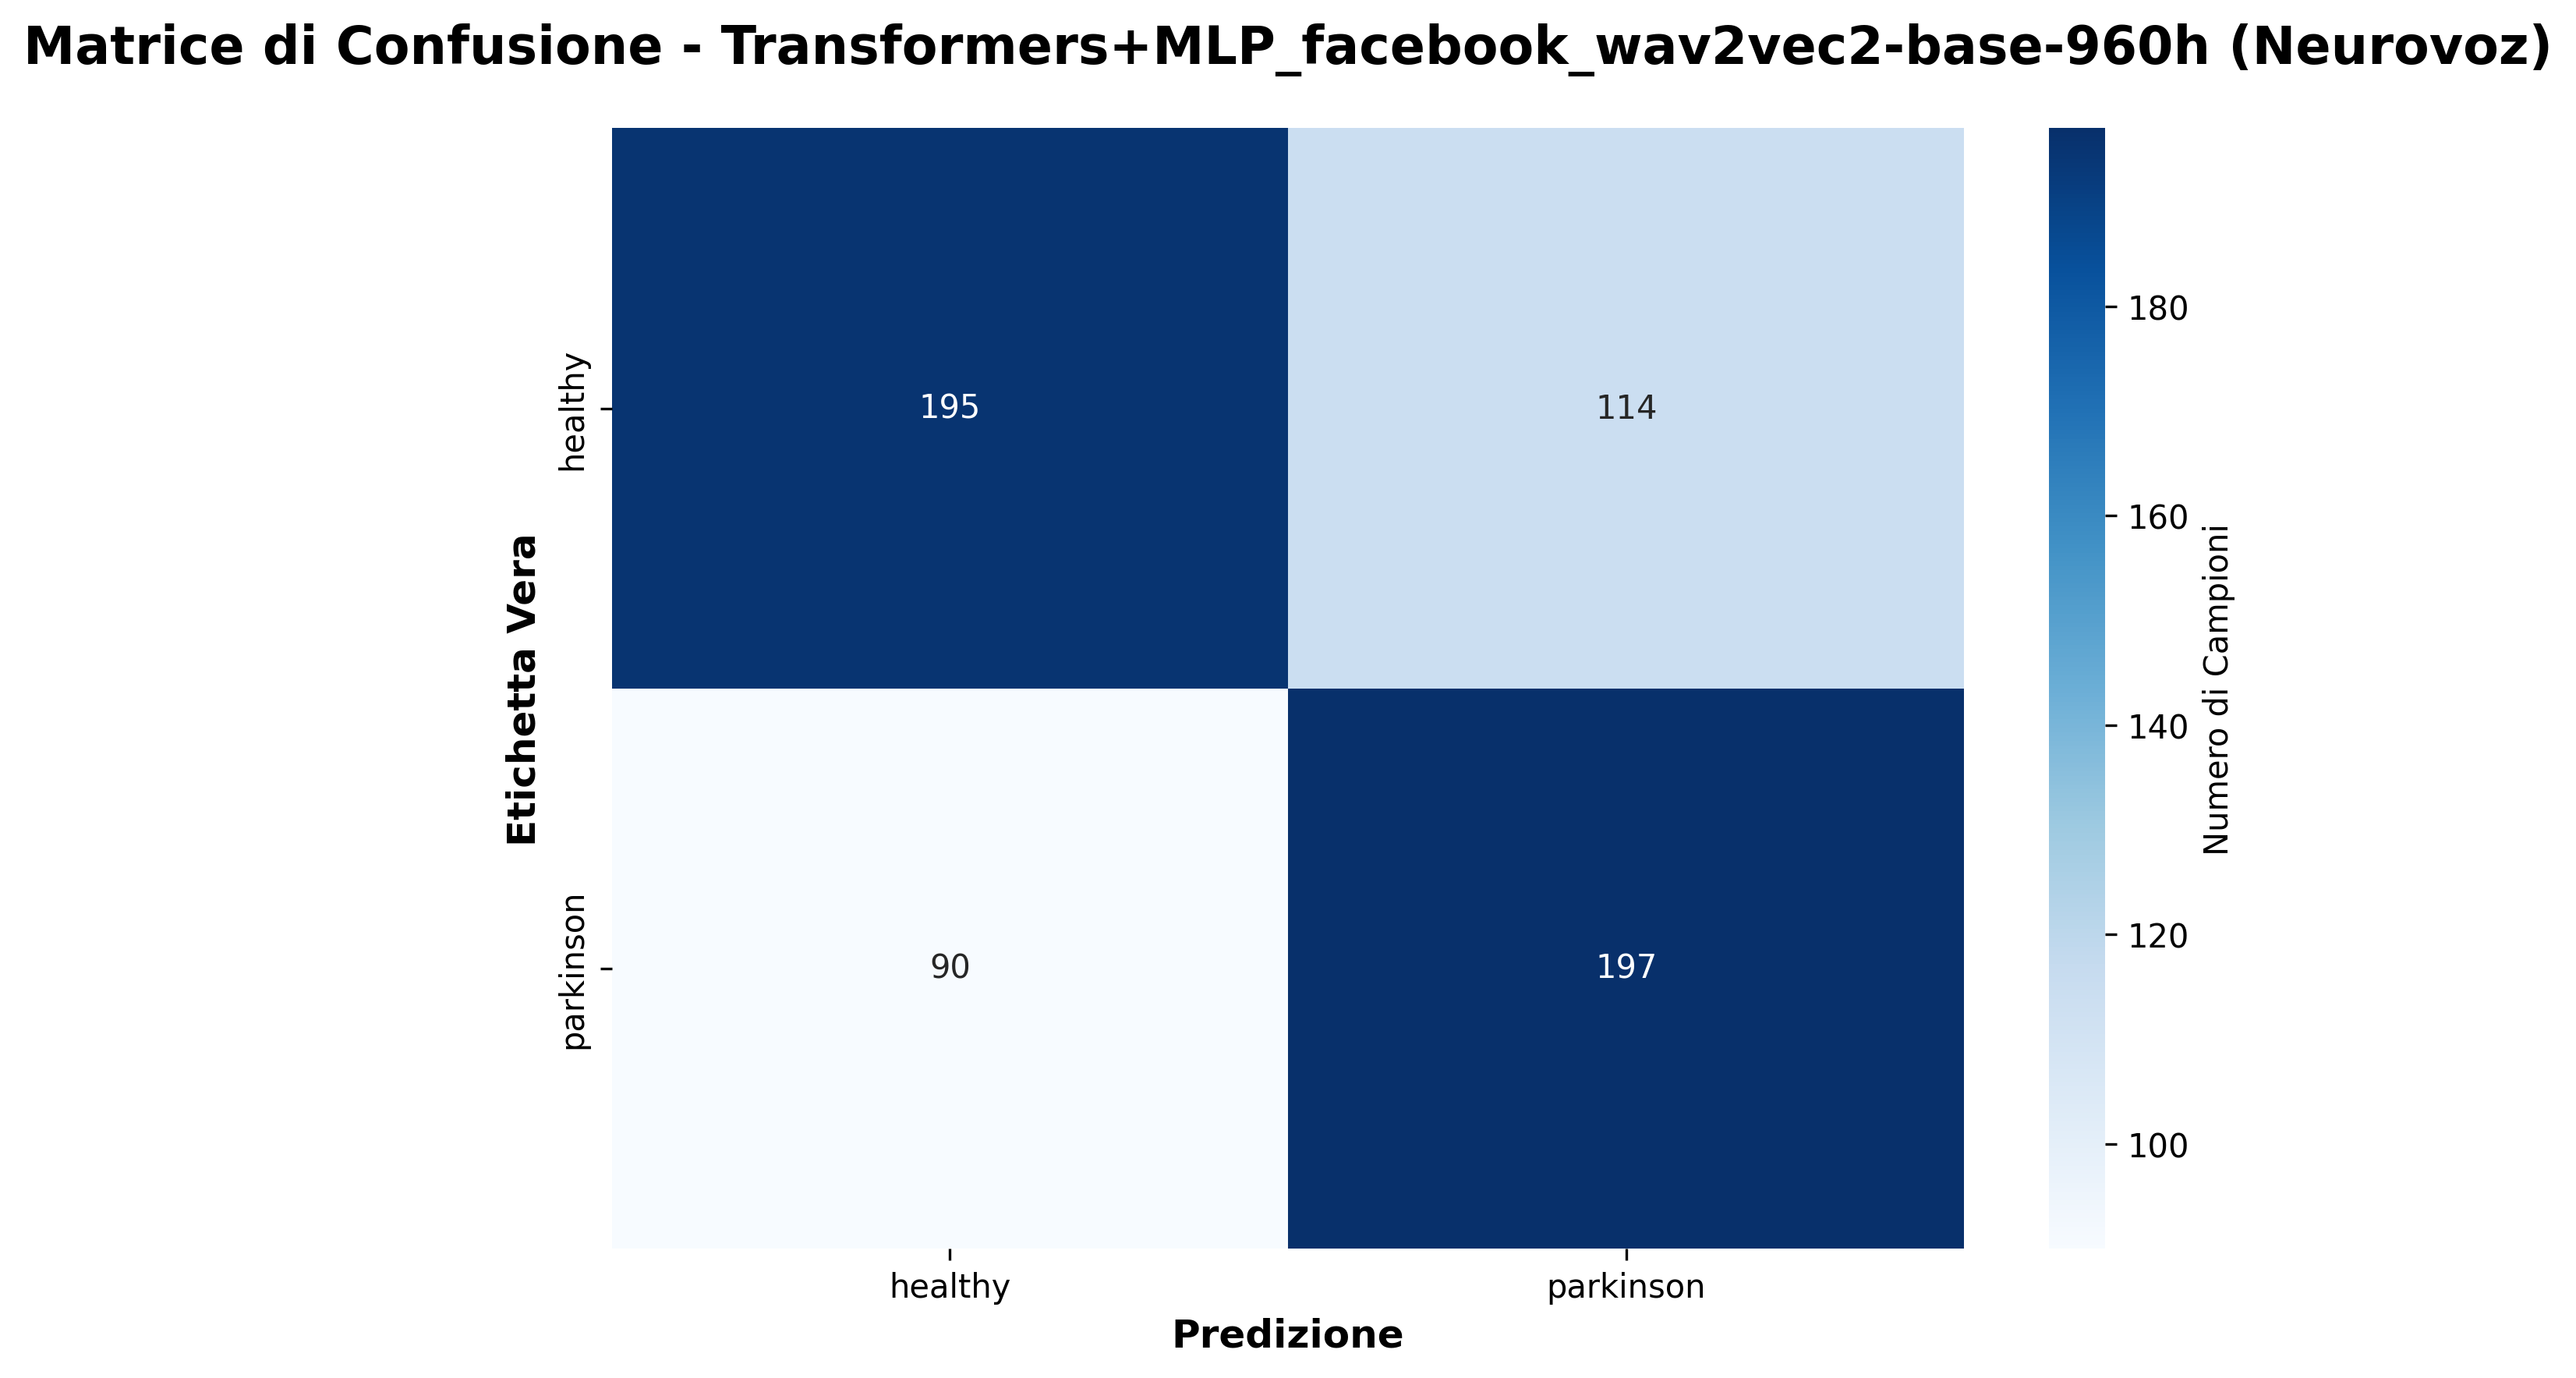 Matrice di Confusione - Transformers+MLP_facebook_wav2vec2-base-960h (Neurovoz)
Etichetta Vera
healthy
195
114
parkinson
90
197
healthy
parkinson
Predizione
180
160
140
120
100
Numero di Campioni